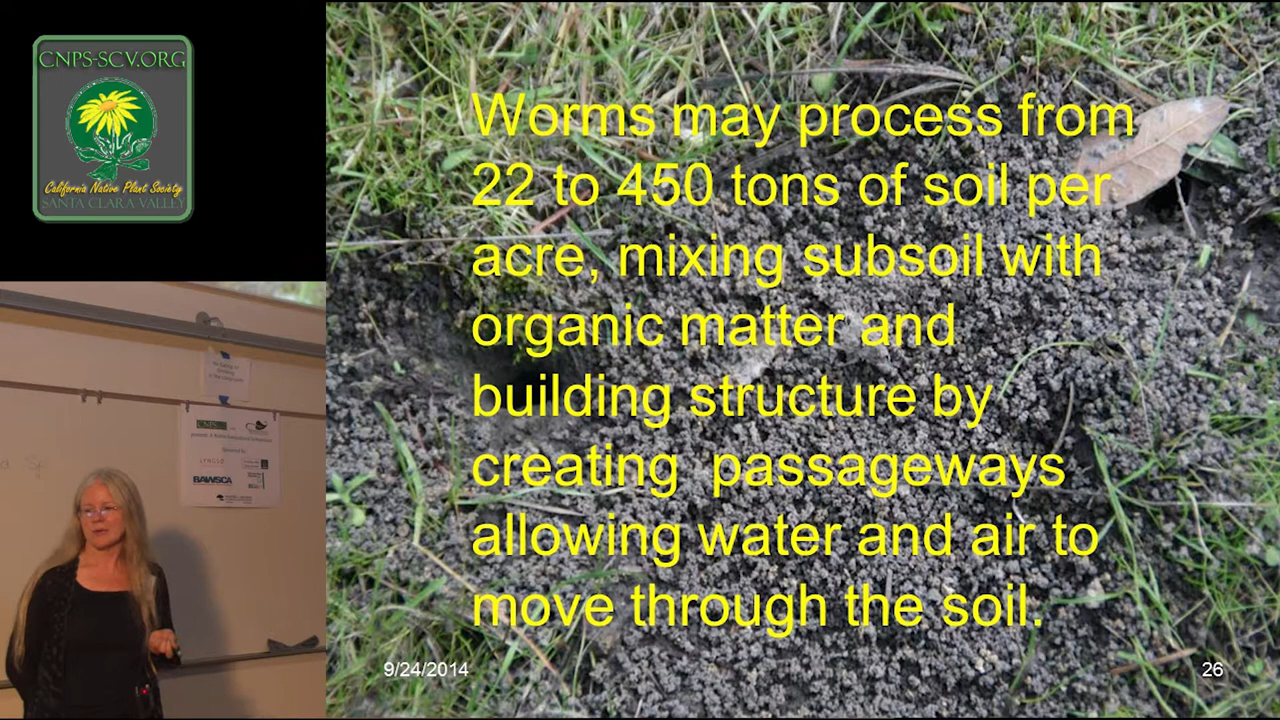 CNPS-SCV.ORG
California Native Plant Society
SANTA CLARA VALLEY
Worms may process from
22 to 450 tons of soil per
acre, mixing subsoil with
organic matter and
building structure by
creating passageways
allowing water and air to
move through the soil.
9/24/2014
26
CNPS
BAWSCA